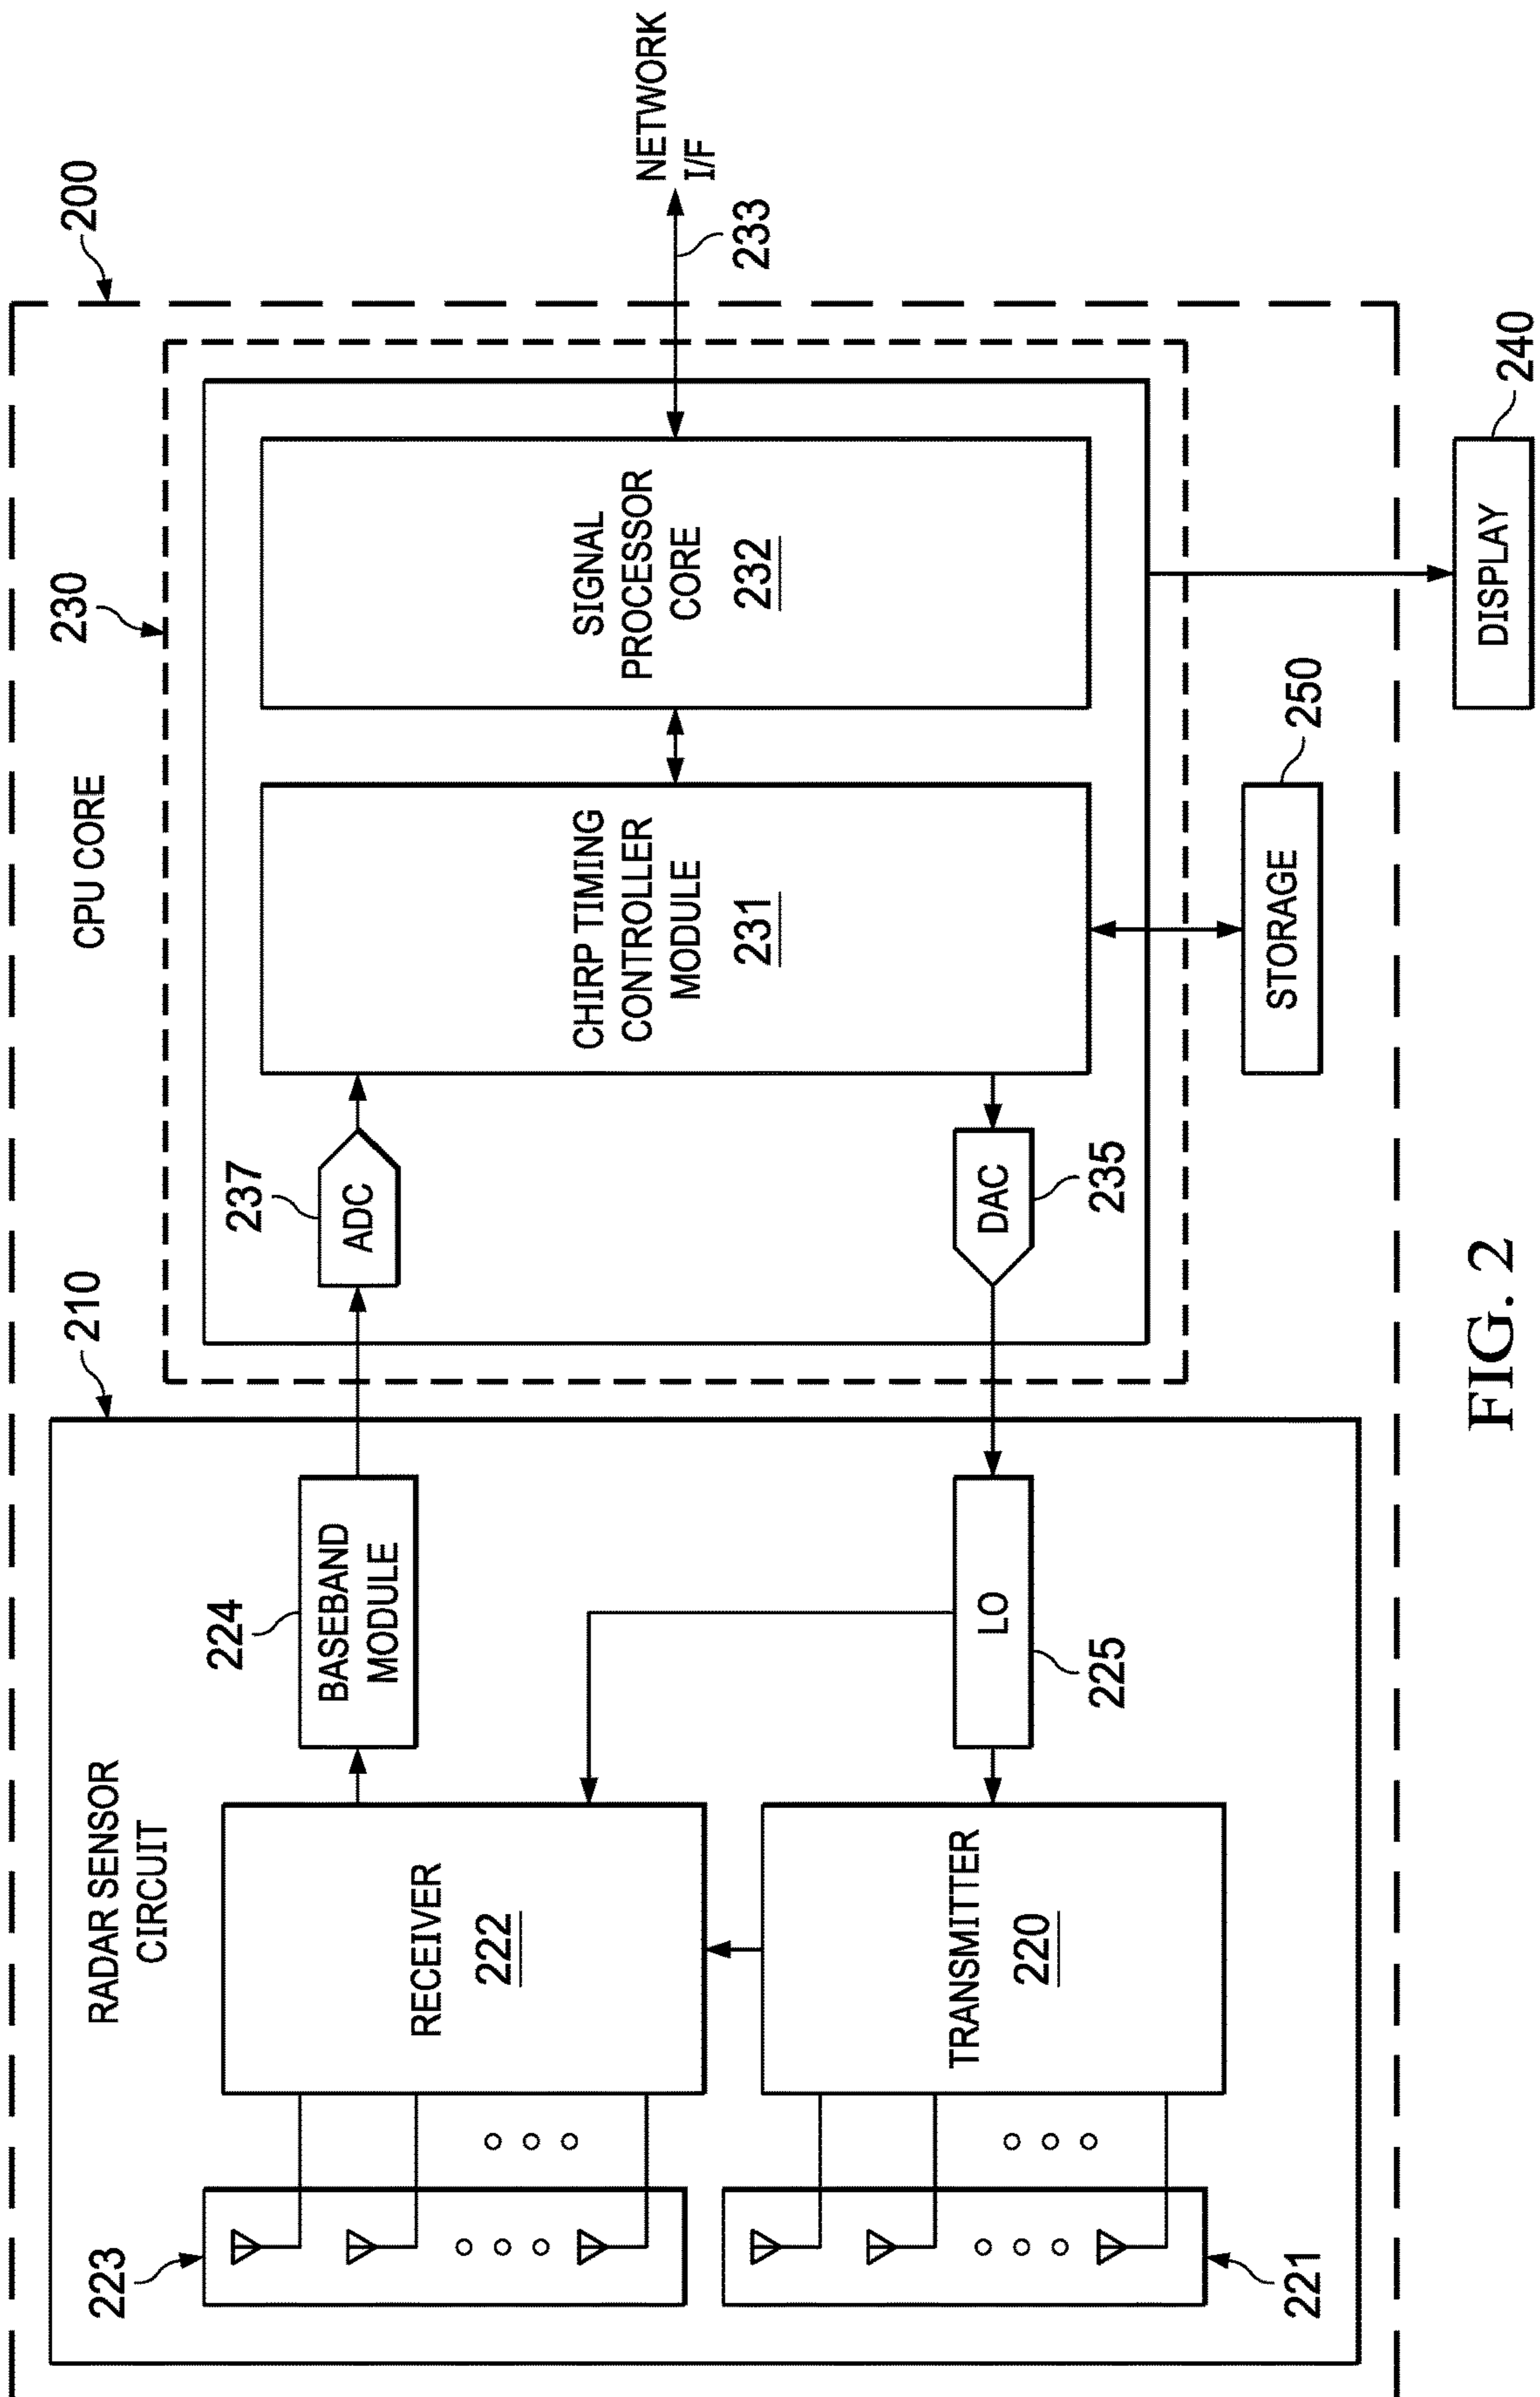 200
RADAR SENSOR
CIRCUIT
210
CPU CORE
230
223
RECEIVER
222
224
BASEBAND
MODULE
237
ADC
CHIRP TIMING
CONTROLLER
MODULE
231
SIGNAL
PROCESSOR
CORE
232
NETWORK
I/F
233
221
TRANSMITTER
220
LO
225
DAC
235
STORAGE
250
DISPLAY
240
FIG. 2